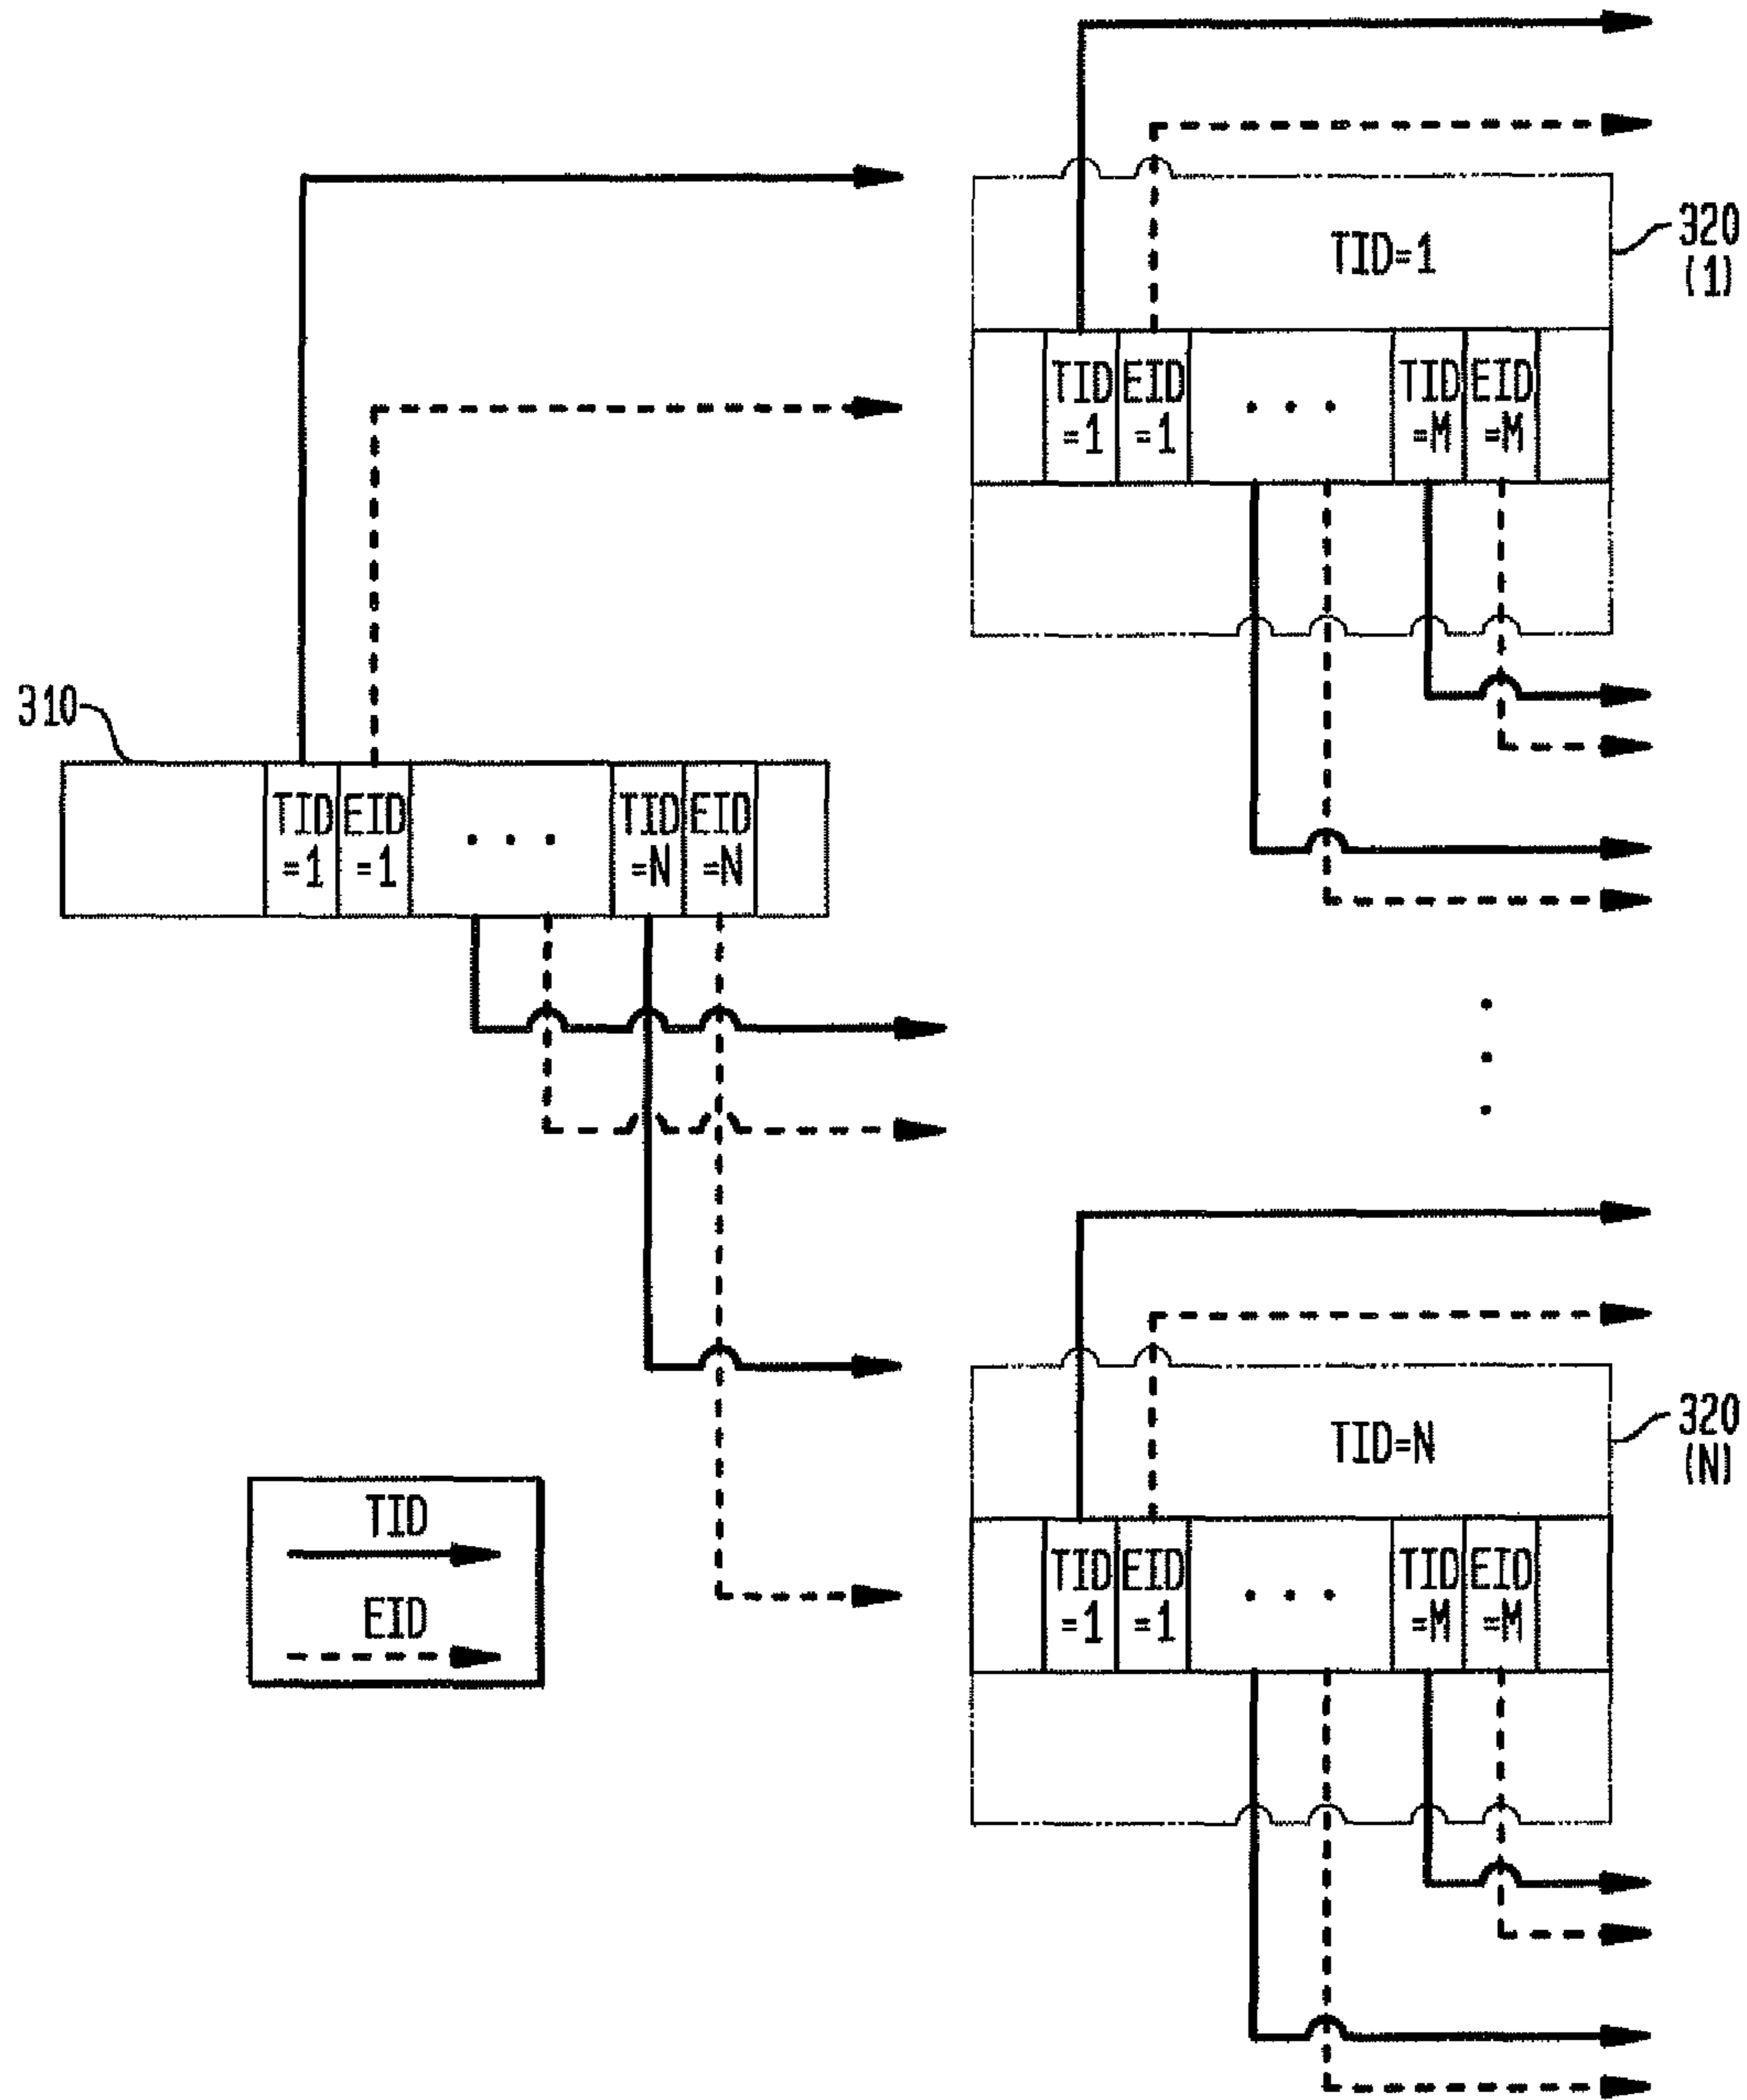 320
(1)
TID=1
TID EID TID EID
=1 =1 . . . =M =M
310
TID EID TID EID
=1 =1 . . . =N =N
320
(N)
TID=N
TID
EID
TID EID TID EID
=1 =1 . . . =M =M